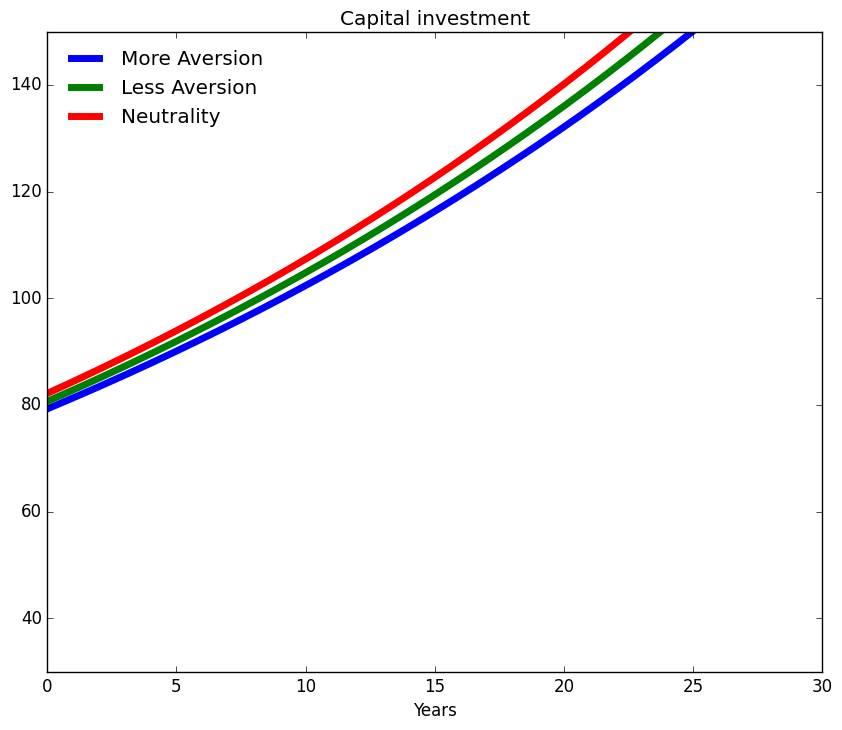 Capital investment
More Aversion
Less Aversion
Neutrality
140
120
100
80
60
40
0 5 10 15 20 25 30
Years